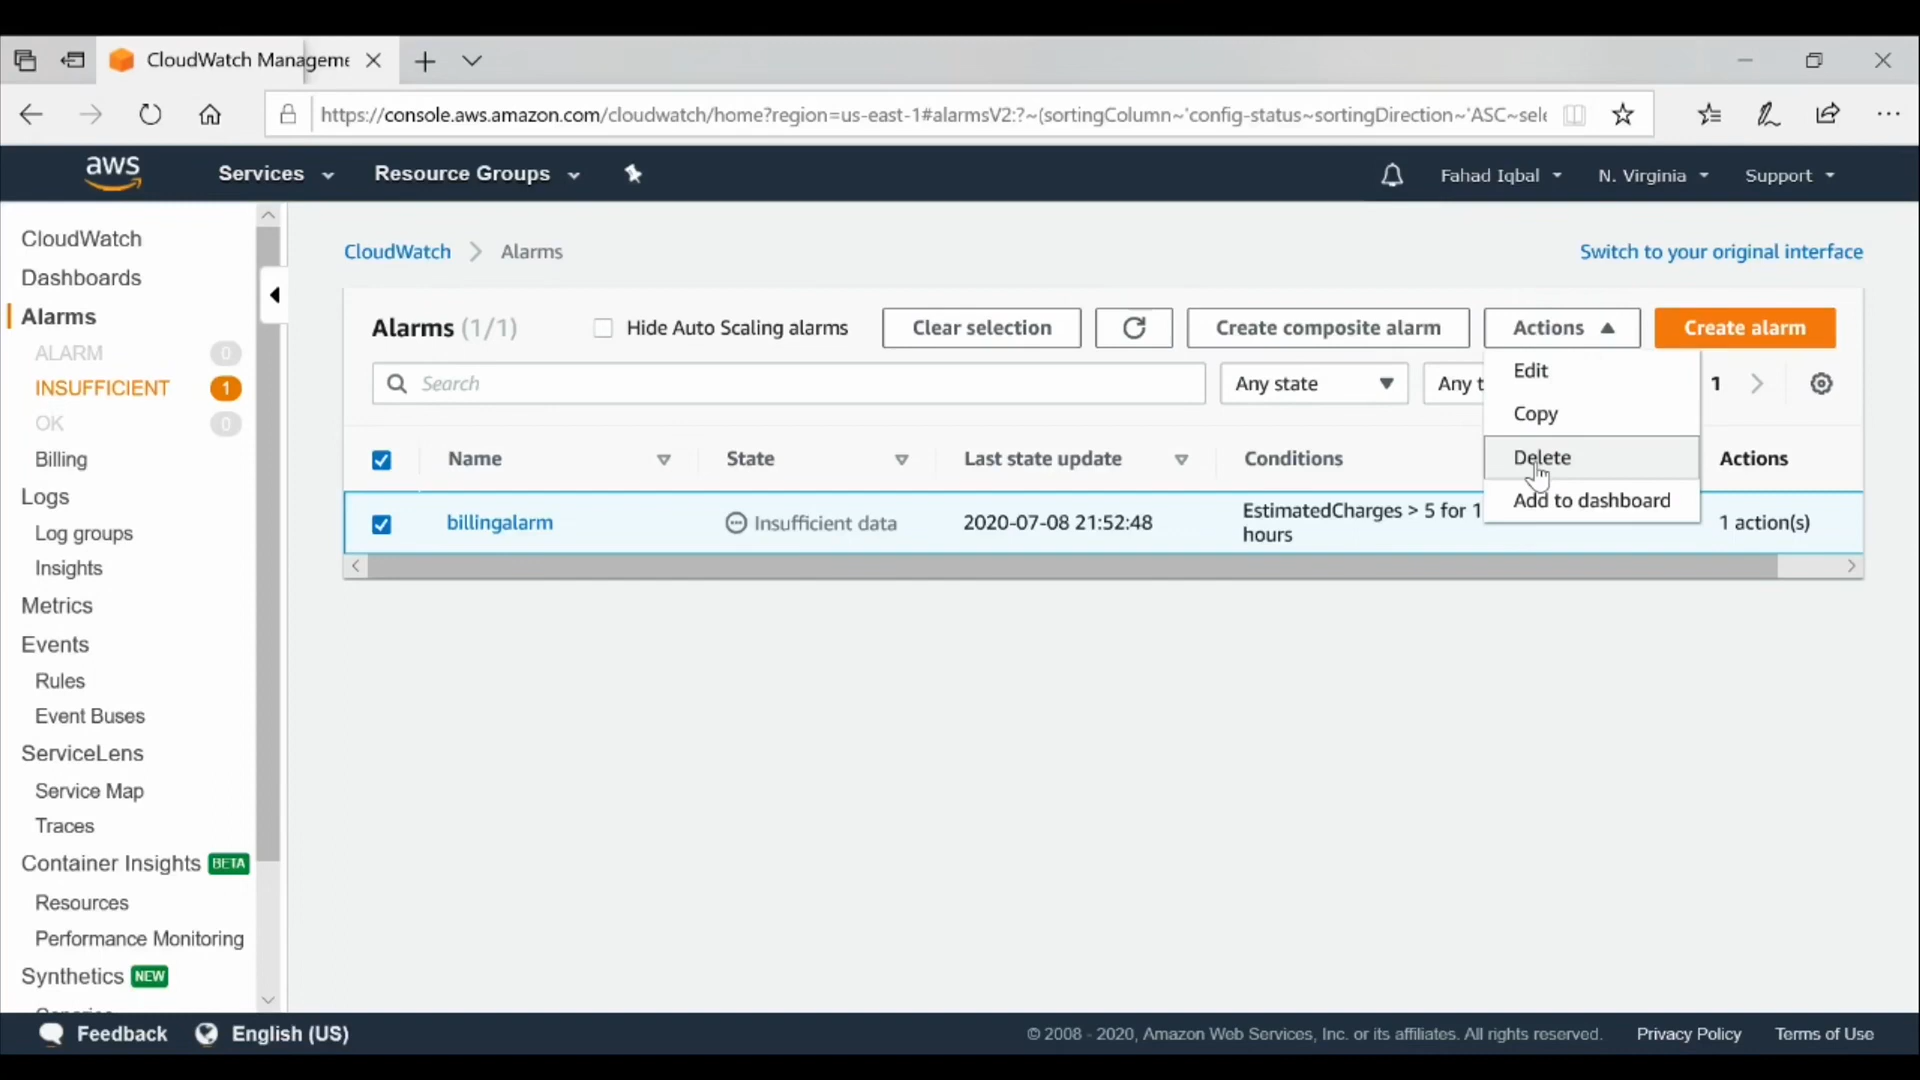 CloudWatch Manageme
https://console.aws.amazon.com/cloudwatch/home?region=us-east-1#alarmsV2:?~(sortingColumn~'config-status~sortingDirection~'ASC~sele
aws
Services
Resource Groups
Fahad Iqbal
N. Virginia
Support
CloudWatch
Dashboards
Alarms
ALARM 0
INSUFFICIENT 1
OK 0
Billing
Logs
Log groups
Insights
Metrics
Events
Rules
Event Buses
ServiceLens
Service Map
Traces
Container Insights BETA
Resources
Performance Monitoring
Synthetics NEW
CloudWatch
Alarms
Switch to your original interface
Alarms (1/1)
Hide Auto Scaling alarms
Clear selection
Create composite alarm
Actions
Create alarm
Search
Any state
Any t
1
Edit
Copy
Delete
Add to dashboard
Name
State
Last state update
Conditions
Actions
billingalarm
Insufficient data
2020-07-08 21:52:48
EstimatedCharges > 5 for 1
hours
1 action(s)
Feedback
English (US)
© 2008 - 2020, Amazon Web Services, Inc. or its affiliates. All rights reserved.
Privacy Policy
Terms of Use